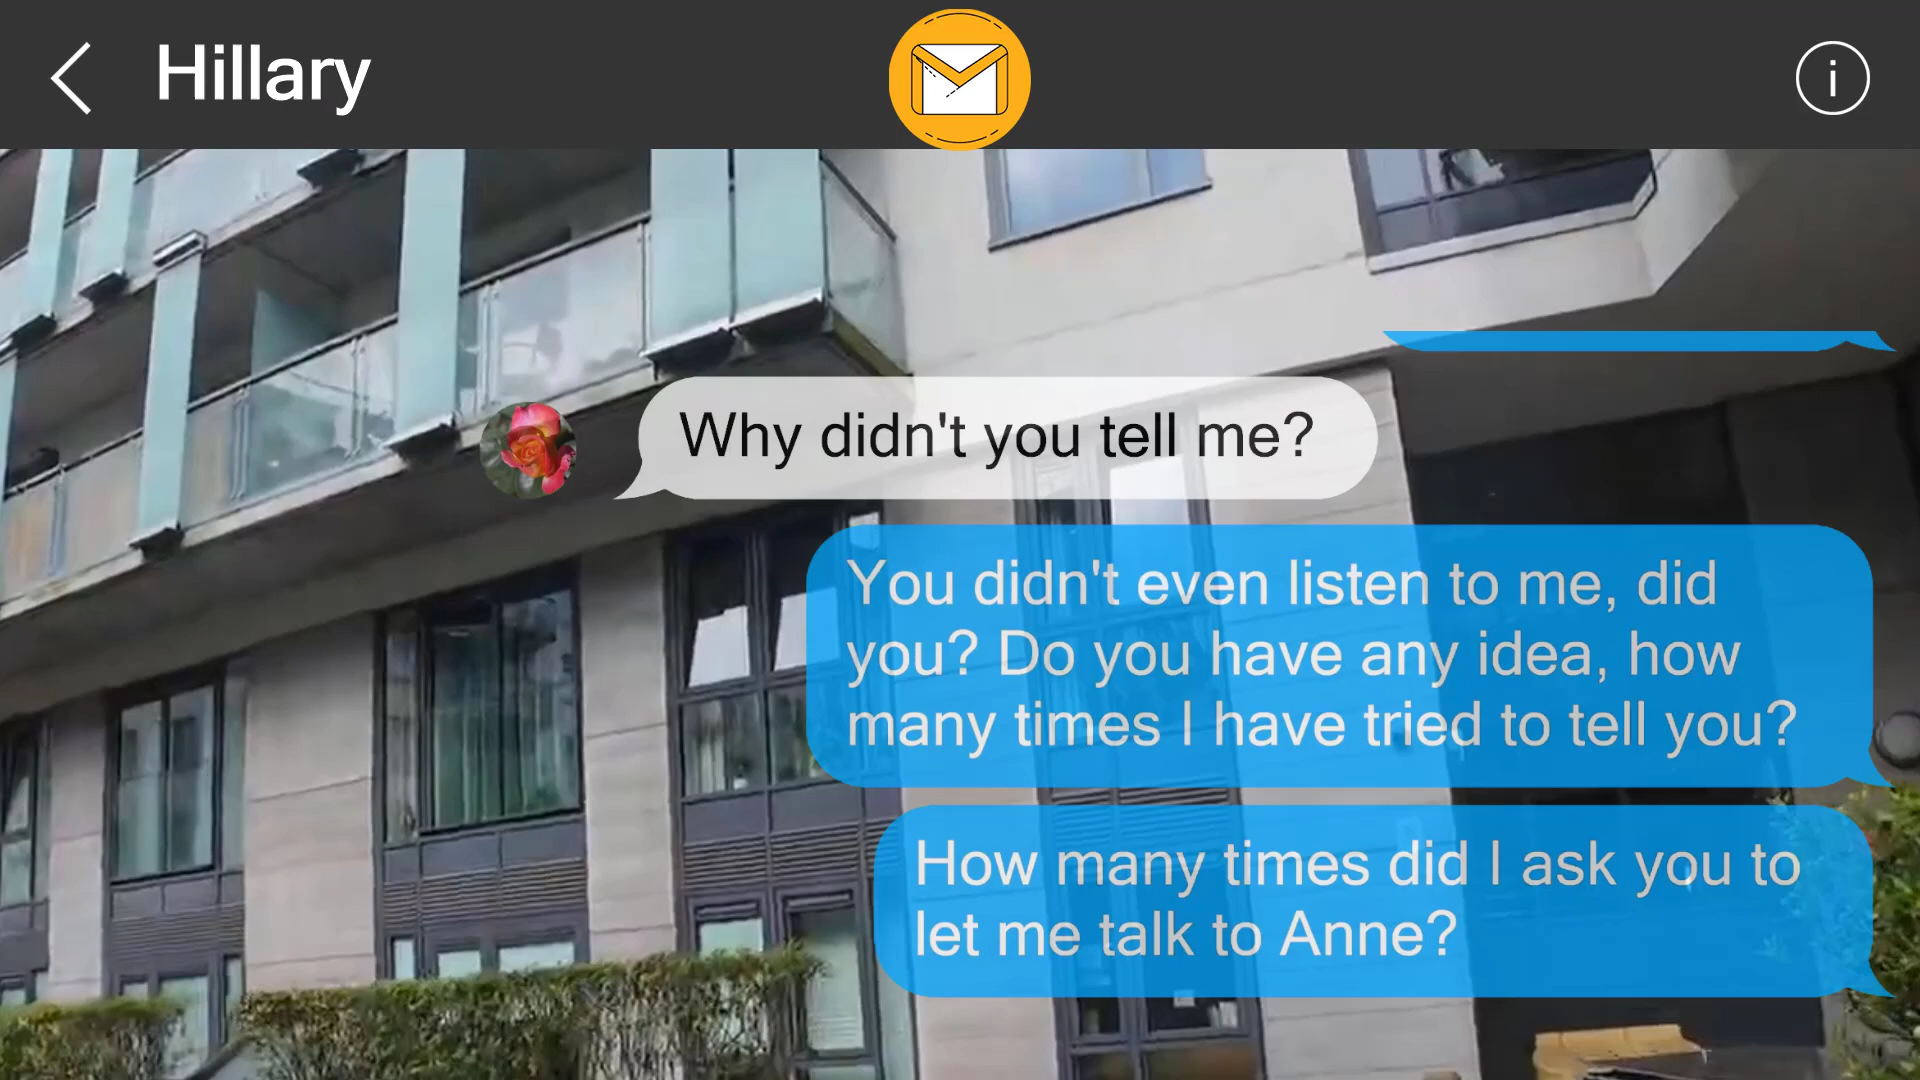 Hillary
i
Why didn't you tell me?
You didn't even listen to me, did
you? Do you have any idea, how
many times I have tried to tell you?
How many times did I ask you to
let me talk to Anne?